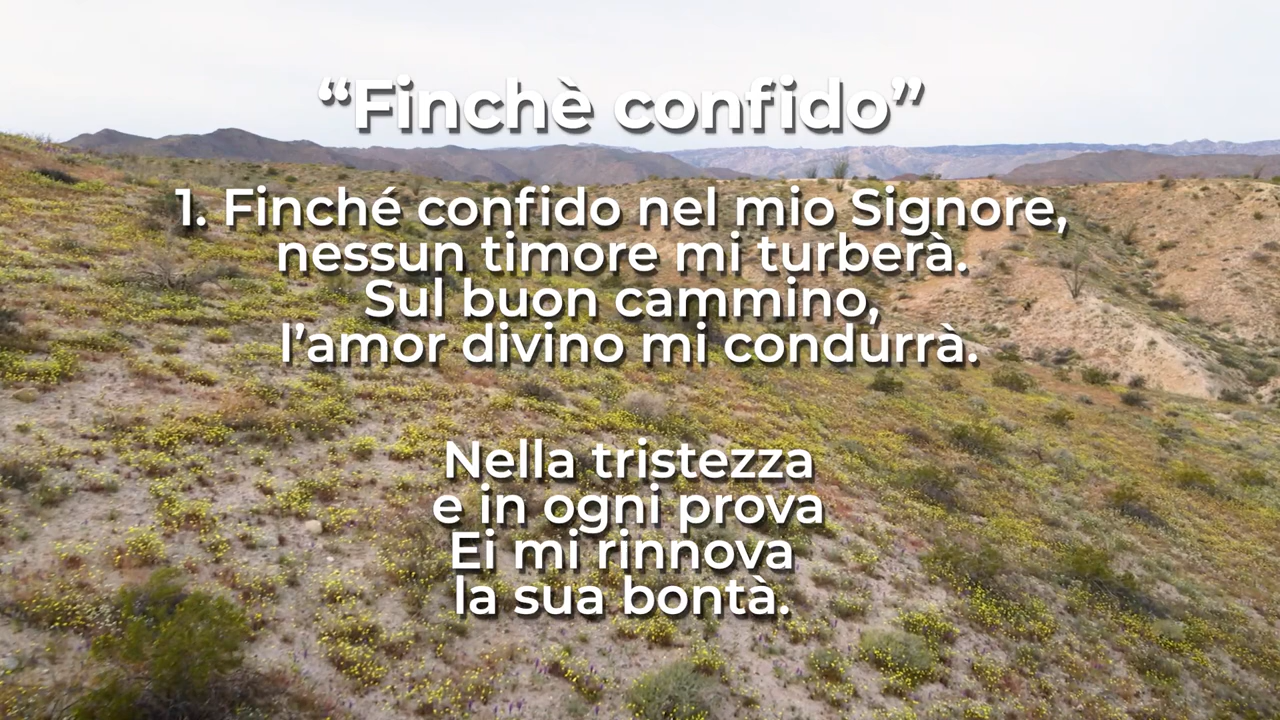 “Finchè confido”
1. Finché confido nel mio Signore,
nessun timore mi turberà.
Sul buon cammino,
l’amor divino mi condurrà.
Nella tristezza
e in ogni prova
Ei mi rinnova
la sua bontà.